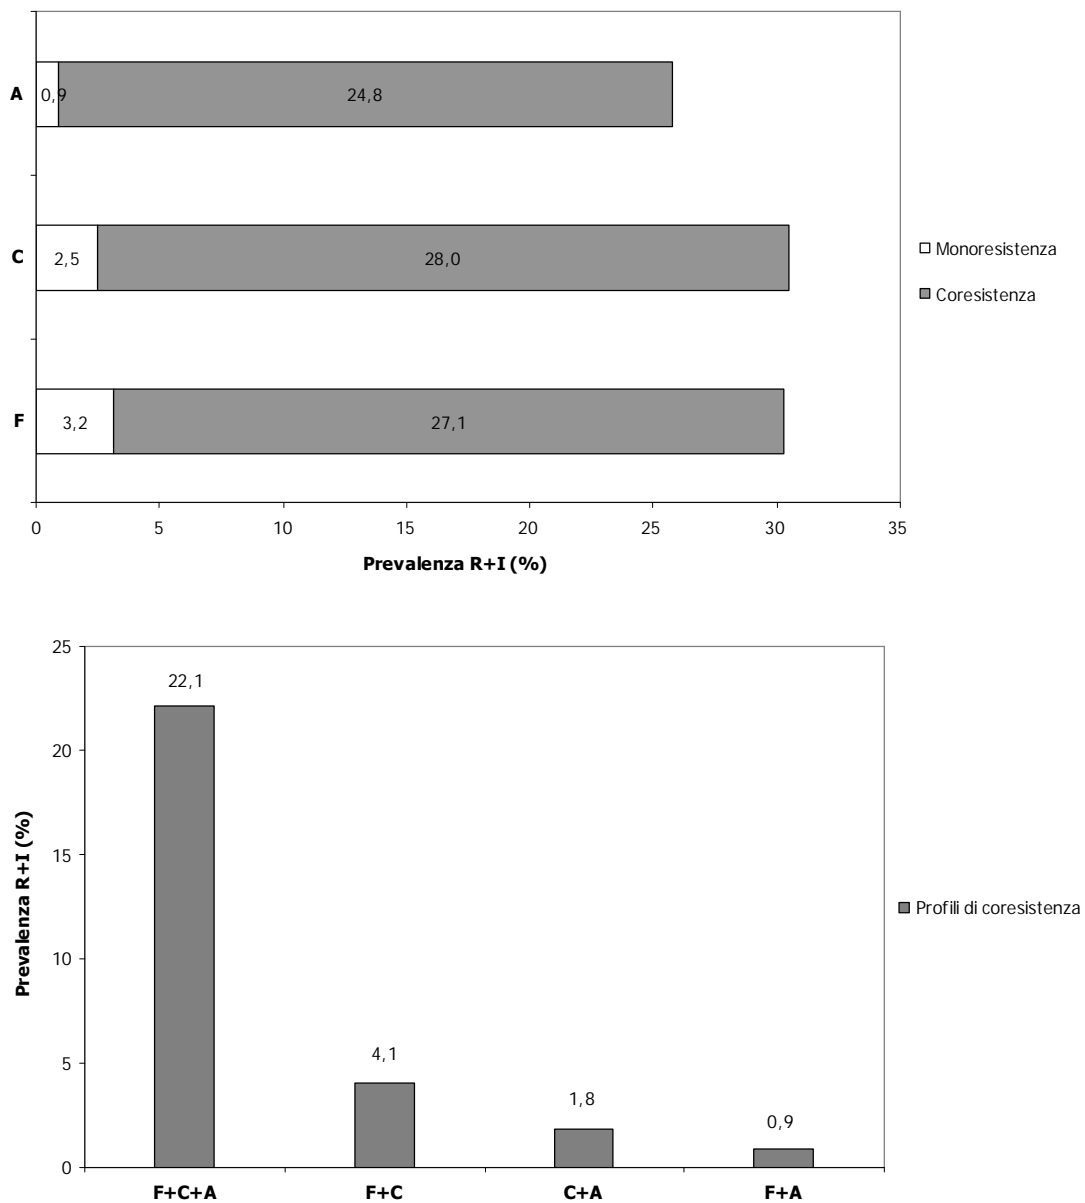 A
0,9
24,8
C
2,5
28,0
Monoresistenza
Coresistenza
F
3,2
27,1
0 5 10 15 20 25 30 35
Prevalenza R+I (%)
25
22,1
20
15
10
5
0
Prevalenza R+I (%)
4,1
1,8
0,9
Profili di coresistenza
F+C+A F+C C+A F+A